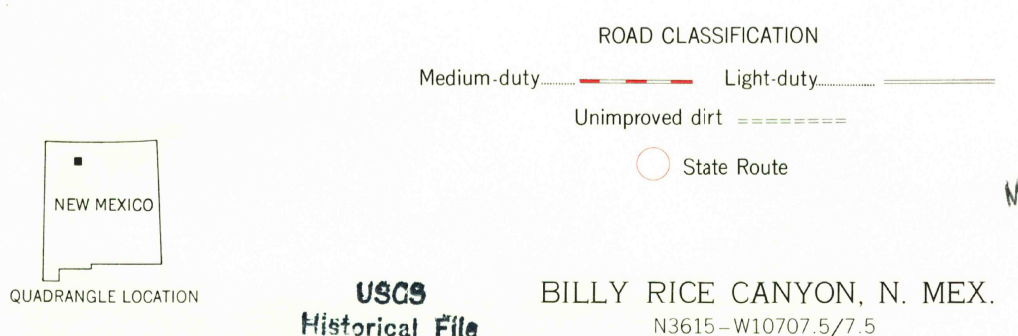 ROAD CLASSIFICATION
Medium-duty Light-duty
Unimproved dirt
State Route
NEW MEXICO
QUADRANGLE LOCATION
USGS
Historical File
BILLY RICE CANYON, N. MEX.
N3615–W10707.5/7.5